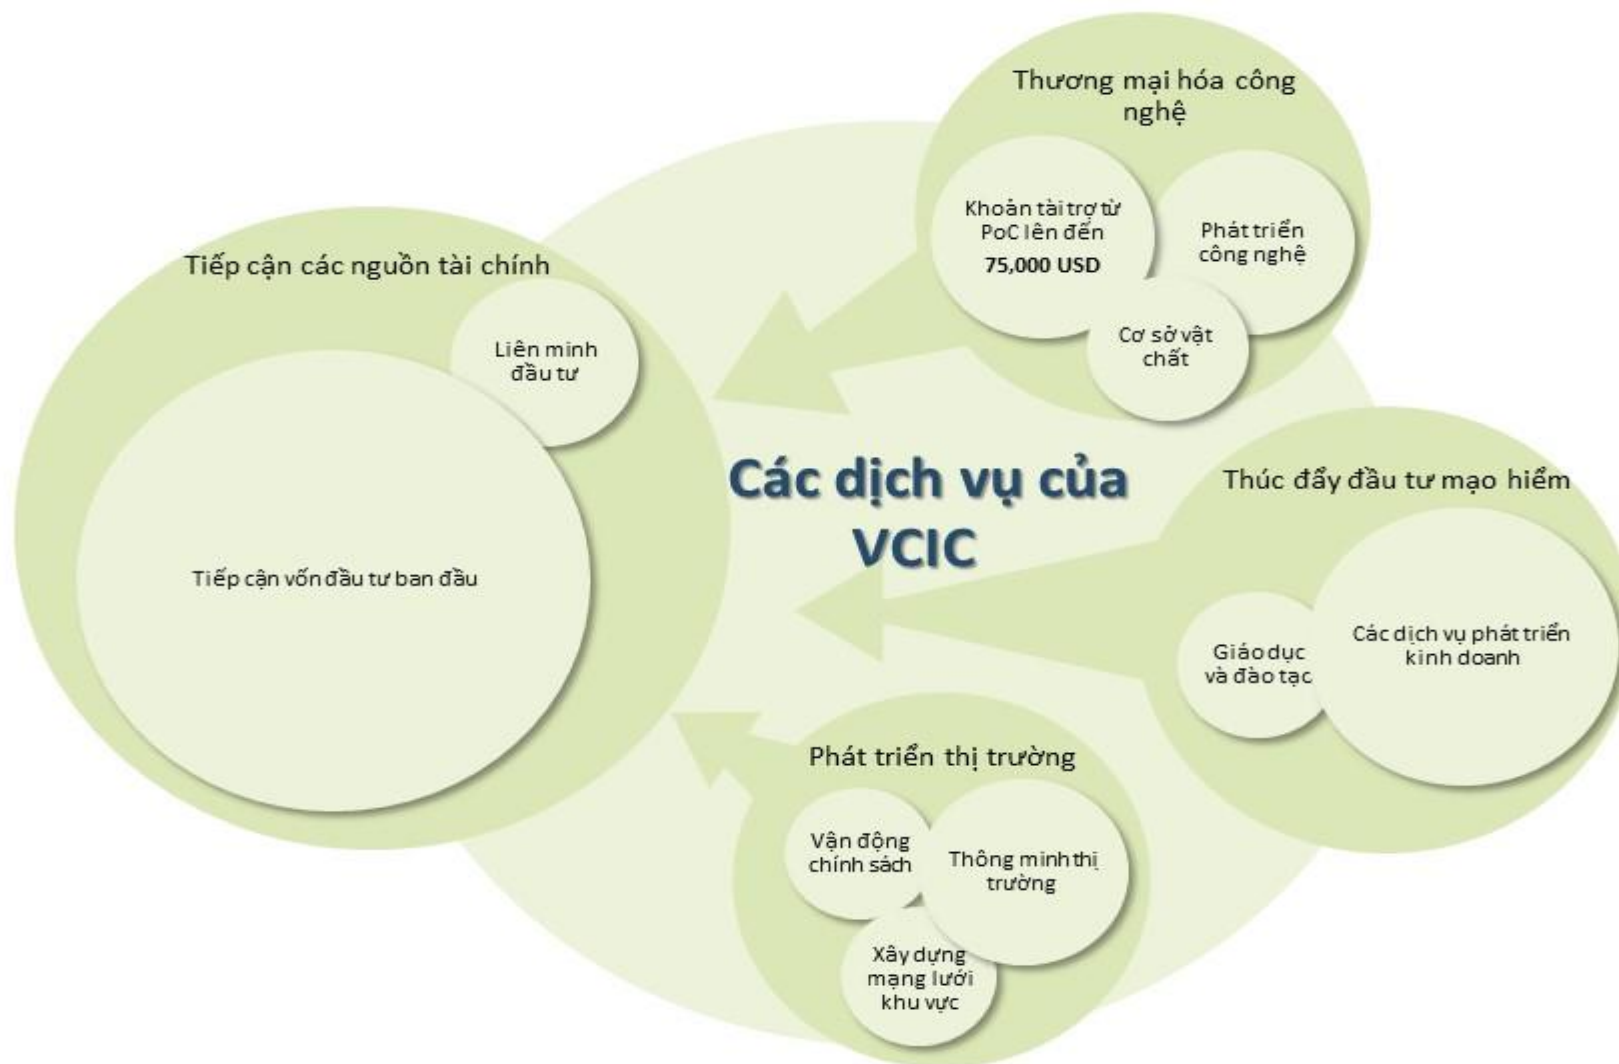 Thương mại hóa công
nghệ
Khoản tài trợ từ
PoC lên đến
75,000 USD
Phát triển
công nghệ
Cơ sở vật
chất
Tiếp cận các nguồn tài chính
Liên minh
đầu tư
Tiếp cận vốn đầu tư ban đầu
Các dịch vụ của
VCIC
Thúc đẩy đầu tư mạo hiểm
Giáo dục
và đào tạc
Các dịch vụ phát triển
kinh doanh
Phát triển thị trường
Vận động
chính sách
Thông minh thị
trường
Xây dựng
mạng lưới
khu vực